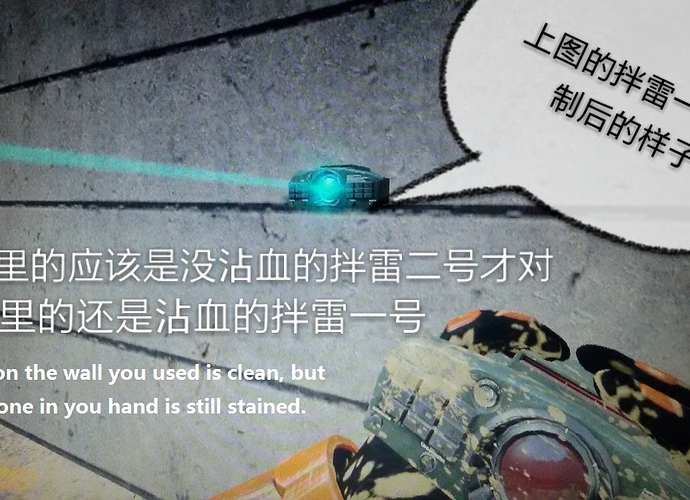 上图的拌雷一
制后的样子
里的应该是没沾血的拌雷二号才对
里的还是沾血的拌雷一号
on the wall you used is clean, but
one in you hand is still stained.